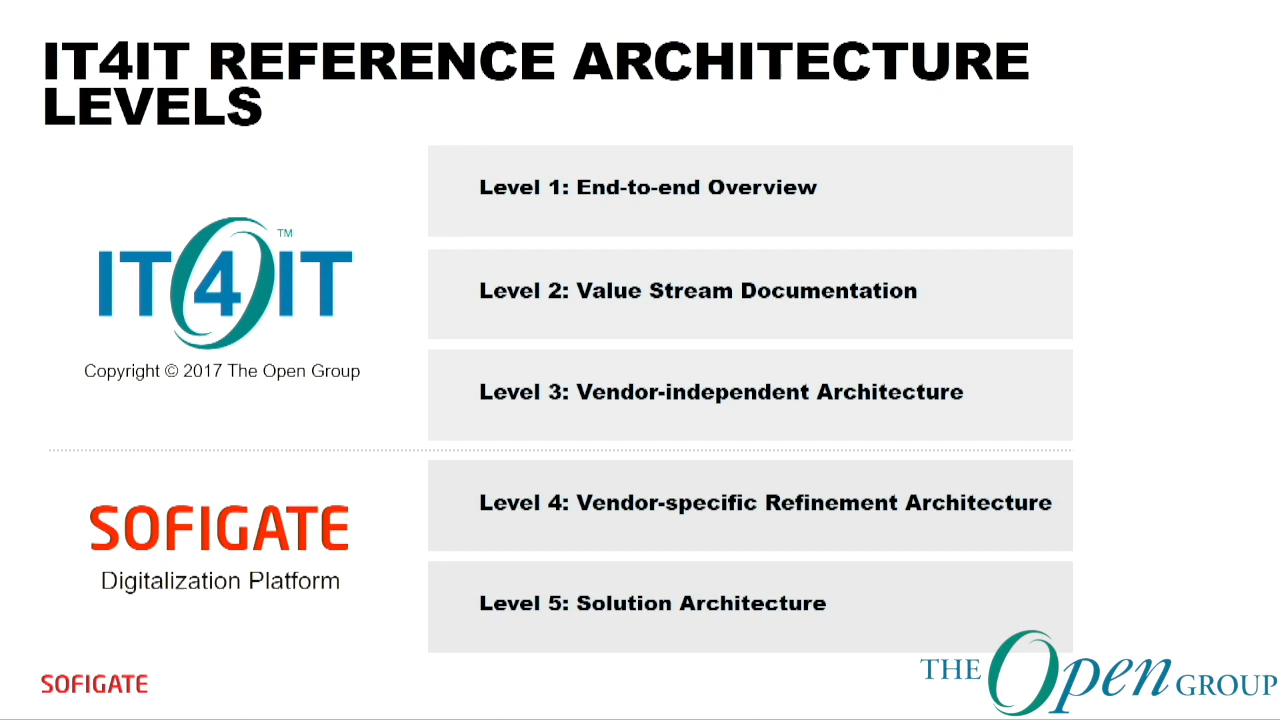 IT4IT REFERENCE ARCHITECTURE
LEVELS
Level 1: End-to-end Overview
IT4IT™
Level 2: Value Stream Documentation
Copyright © 2017 The Open Group
Level 3: Vendor-independent Architecture
Level 4: Vendor-specific Refinement Architecture
SOFIGATE
Digitalization Platform
Level 5: Solution Architecture
SOFIGATE
THE Open GROUP